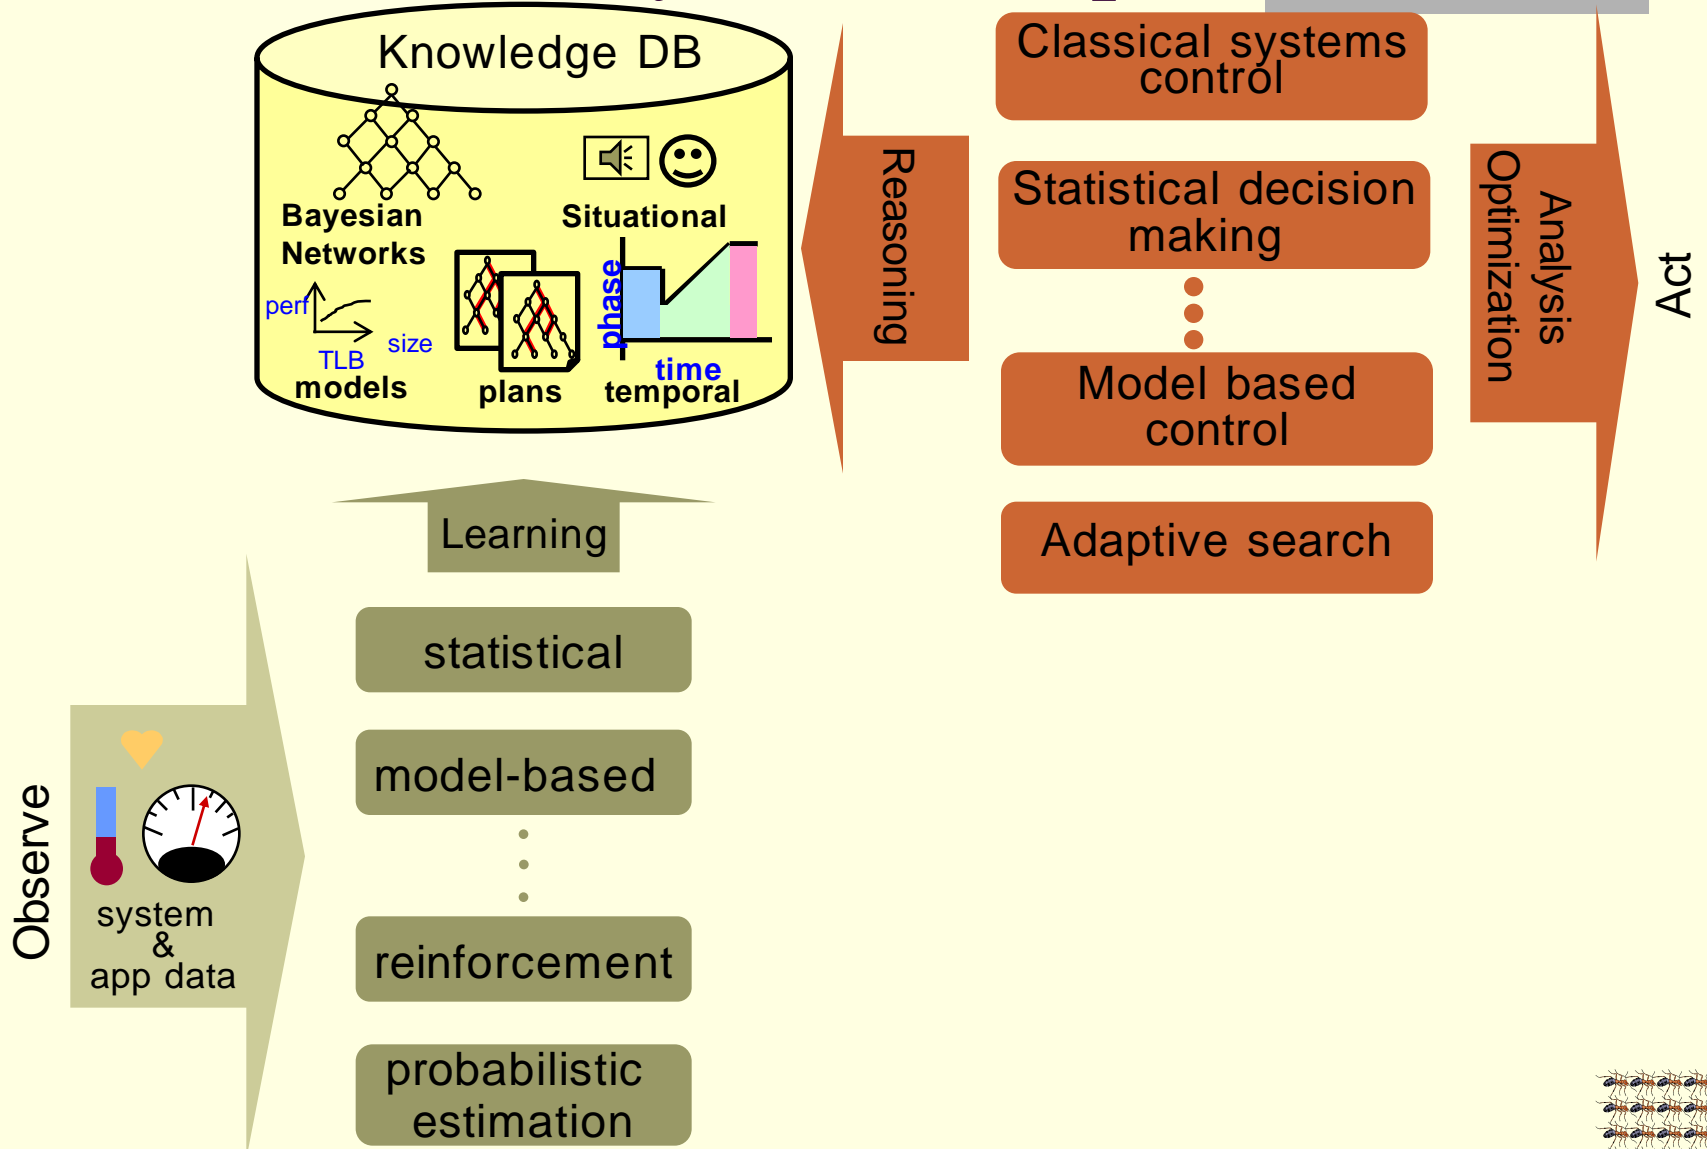 Knowledge DB
Bayesian
Networks
Situational
perf
size
TLB
models
plans
phase
time
temporal
Reasoning
Classical systems
control
Statistical decision
making
Model based
control
Adaptive search
Analysis
Optimization
Act
Learning
statistical
model-based
reinforcement
probabilistic
estimation
Observe
system
&
app data